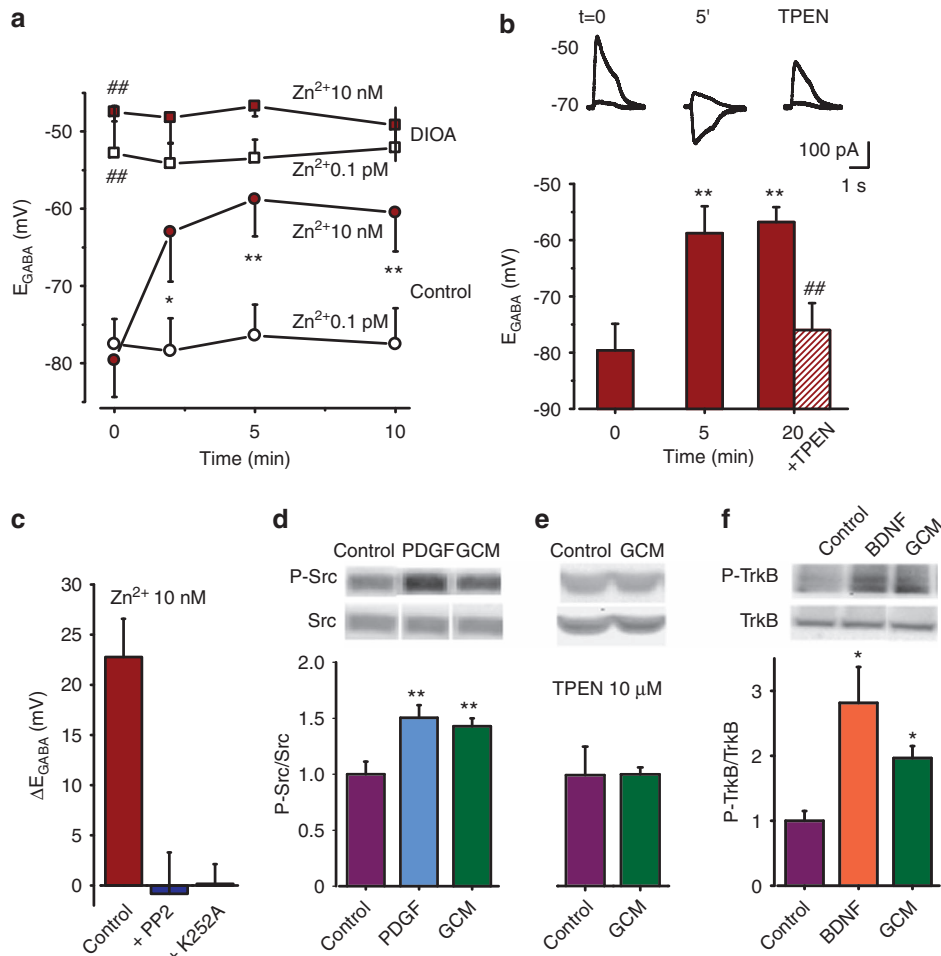 a
##
Zn2+ 10 nM
DIOA
##
Zn2+ 0.1 pM
Zn2+ 10 nM
*
**
**
Control
Zn2+ 0.1 pM
-50
-60
-70
-80
EGABA (mV)
0
5
10
Time (min)
b
t=0
5'
TPEN
-50
-70
100 pA
1 s
-50
-60
-70
-80
-90
EGABA (mV)
**
**
##
0
5
20
+TPEN
Time (min)
c
Zn2+ 10 nM
30
25
20
15
10
5
0
ΔEGABA (mV)
Control
+ PP2
+ K252A
d
Control PDGF GCM
P-Src
Src
2.0
1.5
1.0
0.5
0
P-Src/Src
**
**
Control
PDGF
GCM
e
Control GCM
TPEN 10 μM
Control
GCM
f
Control
BDNF
GCM
P-TrkB
TrkB
3
2
1
0
P-TrkB/TrkB
*
*
Control
BDNF
GCM